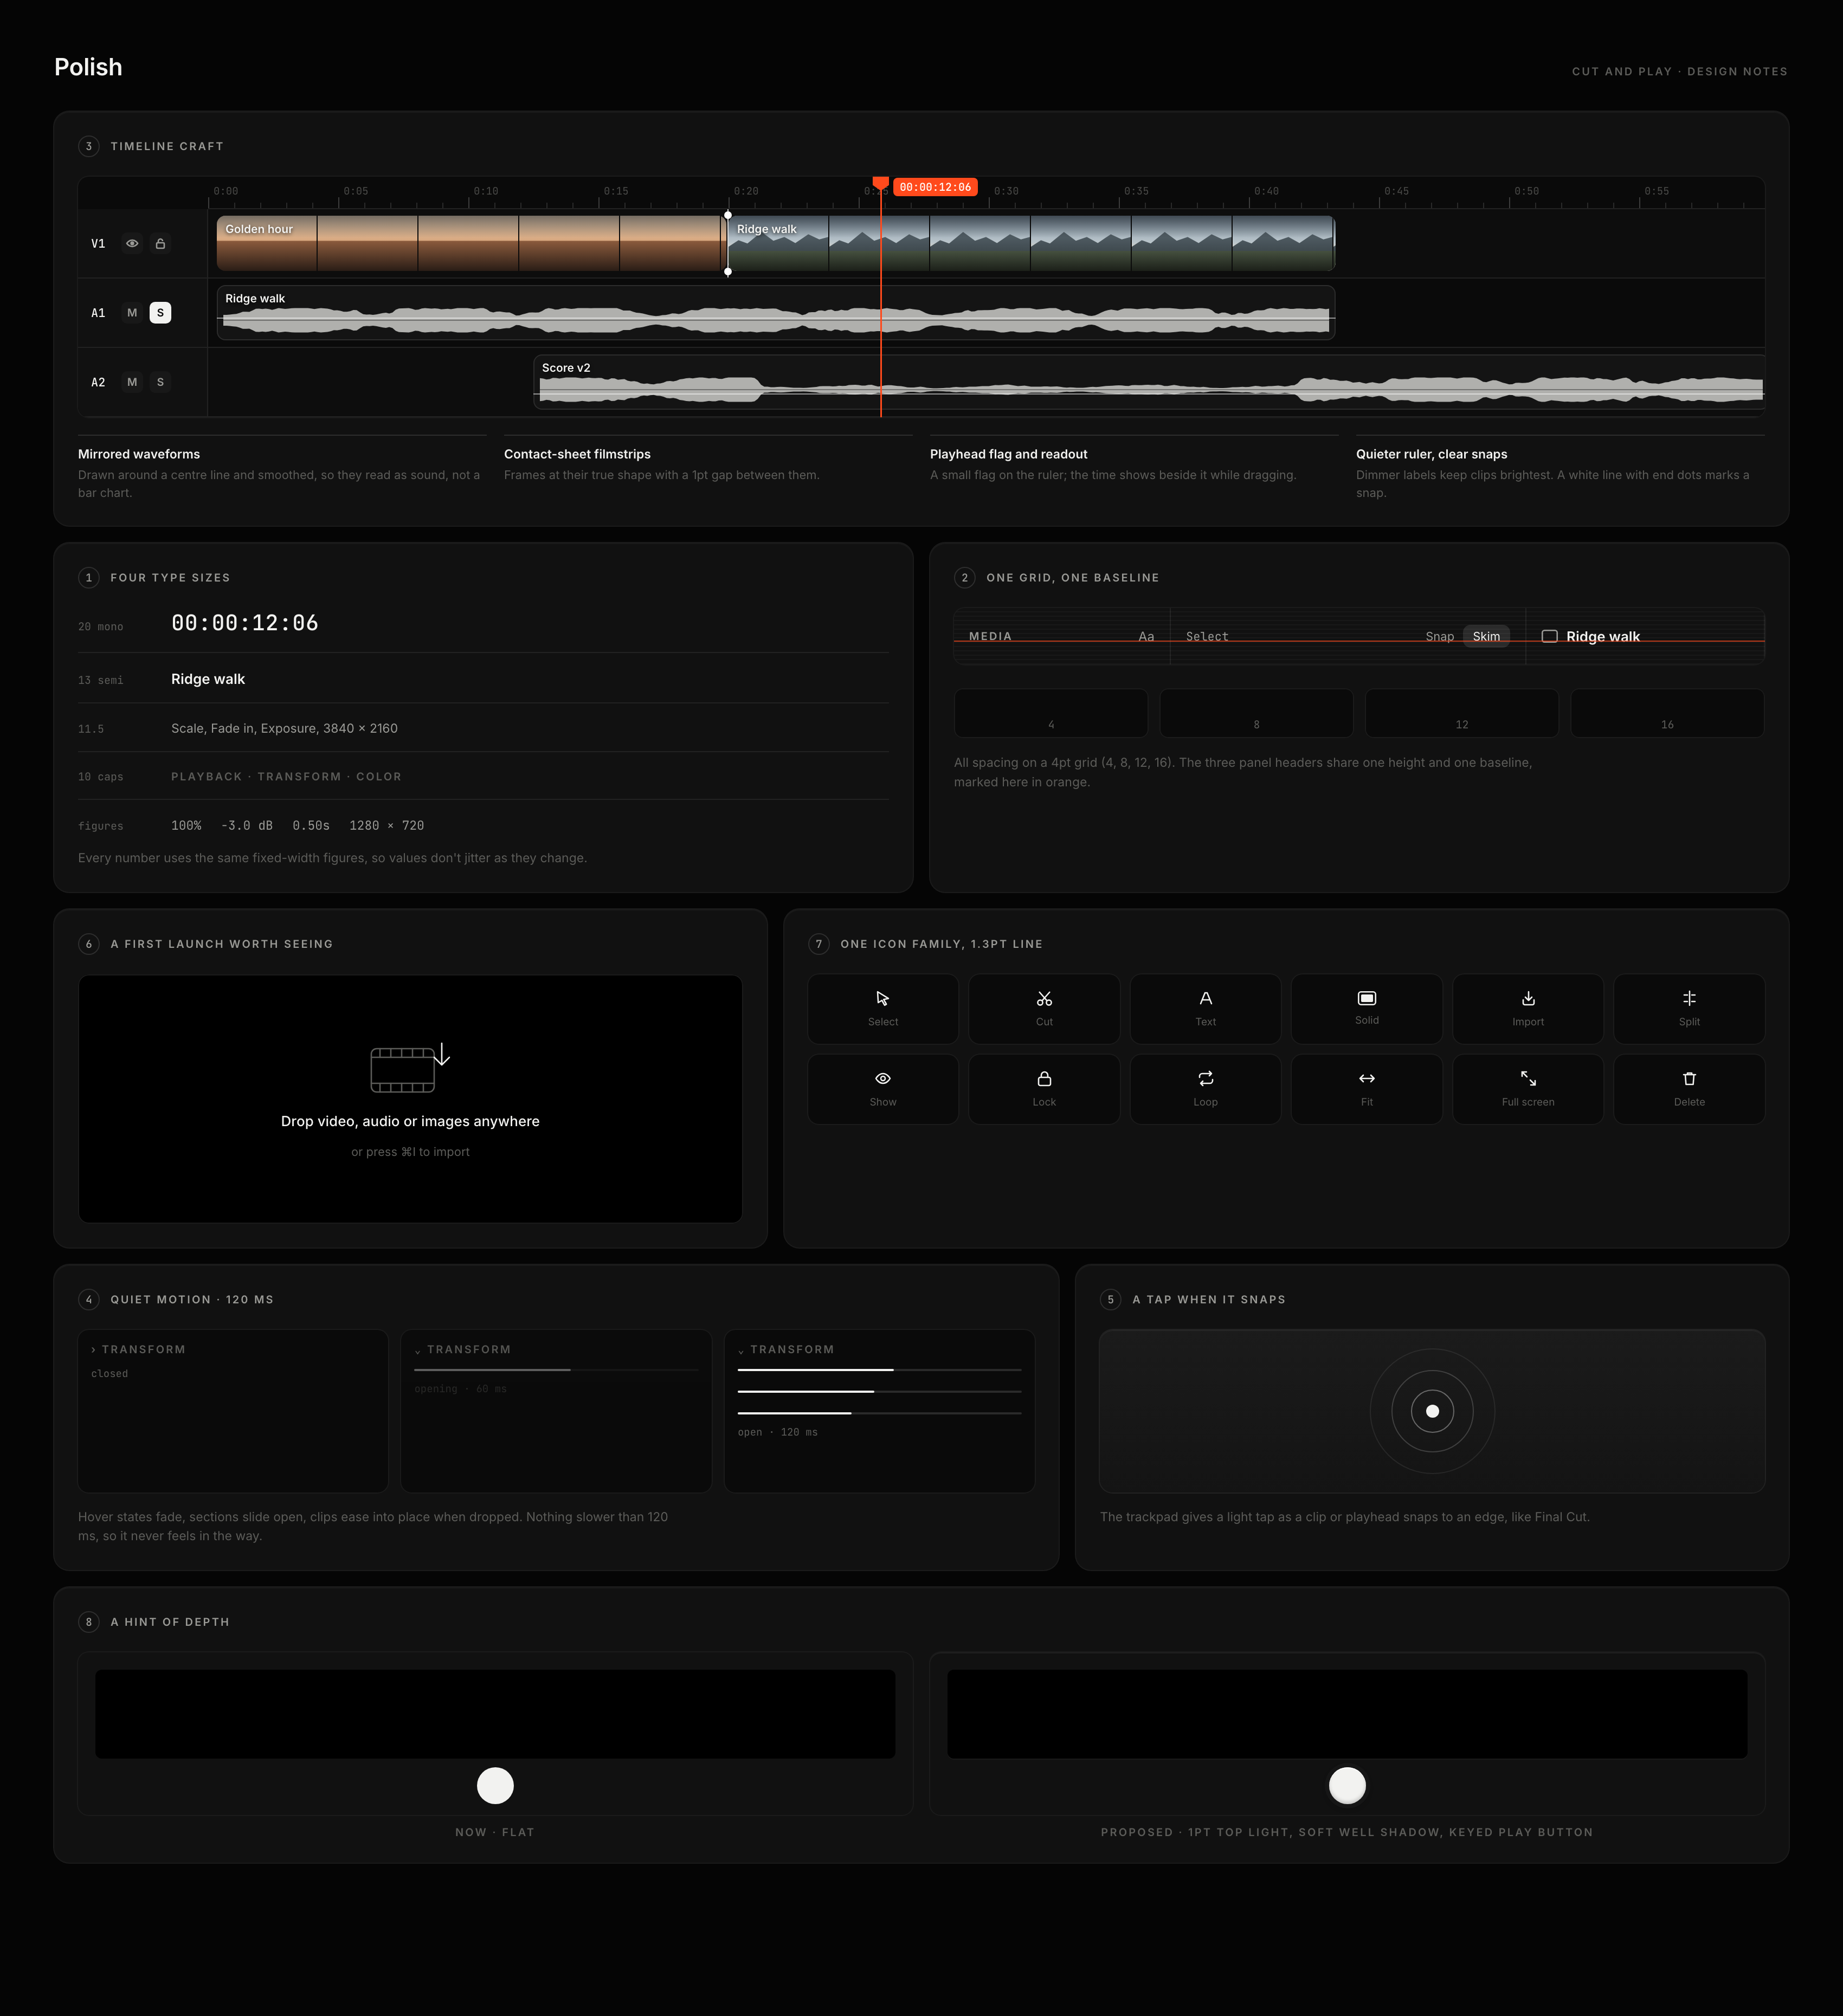 Polish
CUT AND PLAY · DESIGN NOTES
3 TIMELINE CRAFT
0:00 0:05 0:10 0:15 0:20 00:00:12:06 0:30 0:35 0:40 0:45 0:50 0:55
V1 Golden hour Ridge walk
A1 M S Ridge walk
A2 M S Score v2
Mirrored waveforms
Drawn around a centre line and smoothed, so they read as sound, not a
bar chart.
Contact-sheet filmstrips
Frames at their true shape with a 1pt gap between them.
Playhead flag and readout
A small flag on the ruler; the time shows beside it while dragging.
Quieter ruler, clear snaps
Dimmer labels keep clips brightest. A white line with end dots marks a
snap.
1 FOUR TYPE SIZES
20 mono 00:00:12:06
13 semi Ridge walk
11.5 Scale, Fade in, Exposure, 3840 × 2160
10 caps PLAYBACK · TRANSFORM · COLOR
figures 100% -3.0 dB 0.50s 1280 × 720
Every number uses the same fixed-width figures, so values don't jitter as they change.
2 ONE GRID, ONE BASELINE
MEDIA Aa Select Snap Skim Ridge walk
4 8 12 16
All spacing on a 4pt grid (4, 8, 12, 16). The three panel headers share one height and one baseline,
marked here in orange.
6 A FIRST LAUNCH WORTH SEEING
Drop video, audio or images anywhere
or press ⌘I to import
7 ONE ICON FAMILY, 1.3PT LINE
Select Cut Text Solid Import Split
Show Lock Loop Fit Full screen Delete
4 QUIET MOTION · 120 MS
› TRANSFORM
closed
⌄ TRANSFORM
opening · 60 ms
⌄ TRANSFORM
open · 120 ms
Hover states fade, sections slide open, clips ease into place when dropped. Nothing slower than 120
ms, so it never feels in the way.
5 A TAP WHEN IT SNAPS
The trackpad gives a light tap as a clip or playhead snaps to an edge, like Final Cut.
8 A HINT OF DEPTH
NOW · FLAT
PROPOSED · 1PT TOP LIGHT, SOFT WELL SHADOW, KEYED PLAY BUTTON